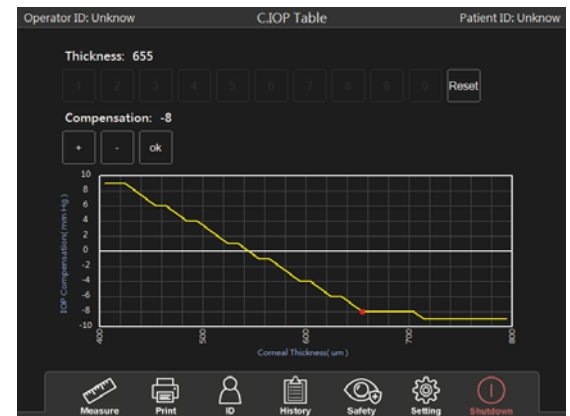 Operator ID: Unknow C.IOP Table Patient ID: Unknow
Thickness: 655
1 2 3 4 5 6 7 8 9 0 Reset
Compensation: -8
+ - ok
IOP Compensation( mm Hg )
10
8
6
4
2
0
-2
-4
-6
-8
-10
400 500 600 700 800
Corneal Thickness( um )
Measure Print ID History Safety Setting Shutdown